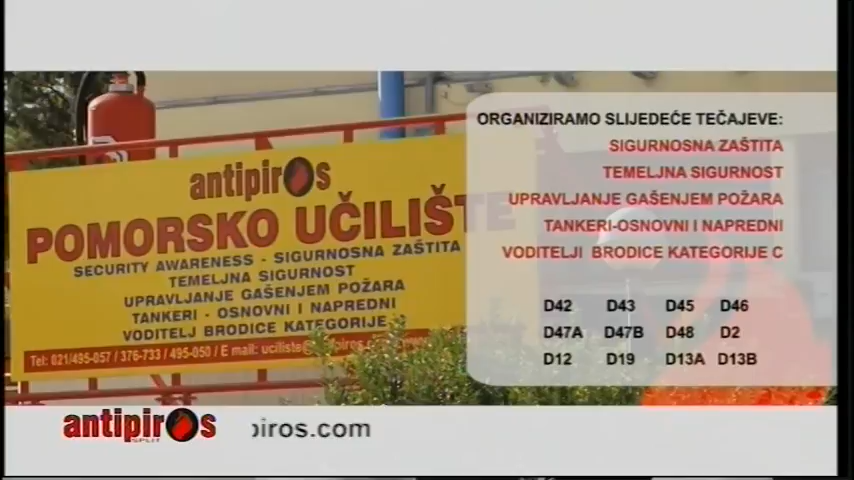 antipiros
POMORSKO UČILIŠTE
SECURITY AWARENESS - SIGURNOSNA ZAŠTITA
TEMELJNA SIGURNOST
UPRAVLJANJE GAŠENJEM POŽARA
TANKERI - OSNOVNI I NAPREDNI
VODITELJ BRODICE KATEGORIJE
Tel: 021/495-057 / 376-733 / 495-050 / E mail:
ORGANIZIRAMO SLIJEDEĆE TEČAJEVE:
SIGURNOSNA ZAŠTITA
TEMELJNA SIGURNOST
UPRAVLJANJE GAŠENJEM POŽARA
TANKERI-OSNOVNI I NAPREDNI
VODITELJI BRODICE KATEGORIJE C
D42 D43 D45 D46
D47A D47B D48 D2
D12 D19 D13A D13B
antipiros
SPLIT
piros.com